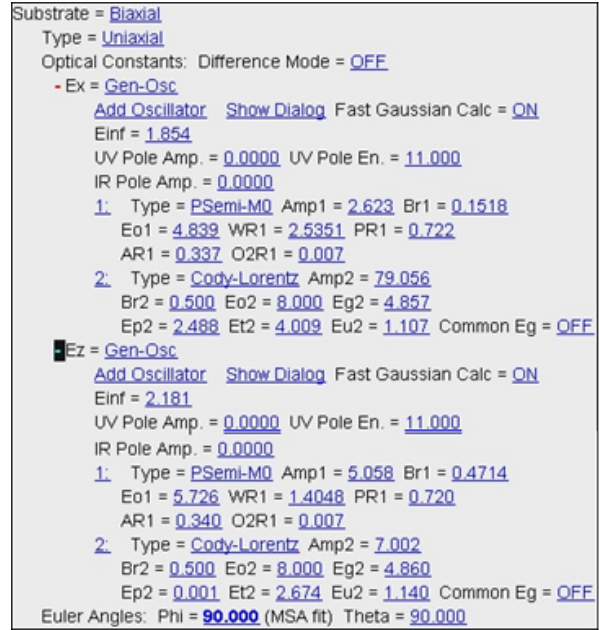 Substrate = Biaxial
Type = Uniaxial
Optical Constants: Difference Mode = OFF
- Ex = Gen-Osc
Add Oscillator Show Dialog Fast Gaussian Calc = ON
Einf = 1.854
UV Pole Amp. = 0.0000 UV Pole En. = 11.000
IR Pole Amp. = 0.0000
1: Type = PSemi-M0 Amp1 = 2.623 Br1 = 0.1518
Eo1 = 4.839 WR1 = 2.5351 PR1 = 0.722
AR1 = 0.337 O2R1 = 0.007
2: Type = Cody-Lorentz Amp2 = 79.056
Br2 = 0.500 Eo2 = 8.000 Eg2 = 4.857
Ep2 = 2.488 Et2 = 4.009 Eu2 = 1.107 Common Eg = OFF
- Ez = Gen-Osc
Add Oscillator Show Dialog Fast Gaussian Calc = ON
Einf = 2.181
UV Pole Amp. = 0.0000 UV Pole En. = 11.000
IR Pole Amp. = 0.0000
1: Type = PSemi-M0 Amp1 = 5.058 Br1 = 0.4714
Eo1 = 5.726 WR1 = 1.4048 PR1 = 0.720
AR1 = 0.340 O2R1 = 0.007
2: Type = Cody-Lorentz Amp2 = 7.002
Br2 = 0.500 Eo2 = 8.000 Eg2 = 4.860
Ep2 = 0.001 Et2 = 2.674 Eu2 = 1.140 Common Eg = OFF
Euler Angles: Phi = 90.000 (MSA fit) Theta = 90.000